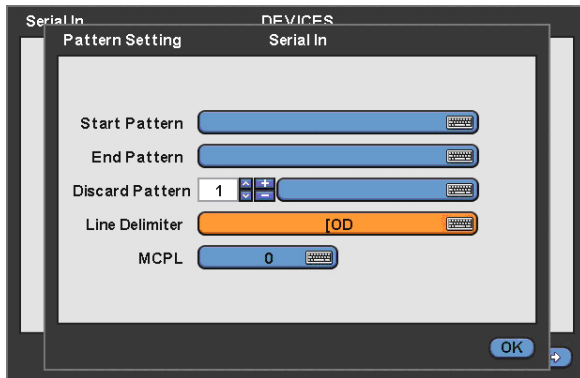 Serial In DEVICES
Pattern Setting Serial In
Start Pattern
End Pattern
Discard Pattern 1
Line Delimiter [OD
MCPL 0
OK